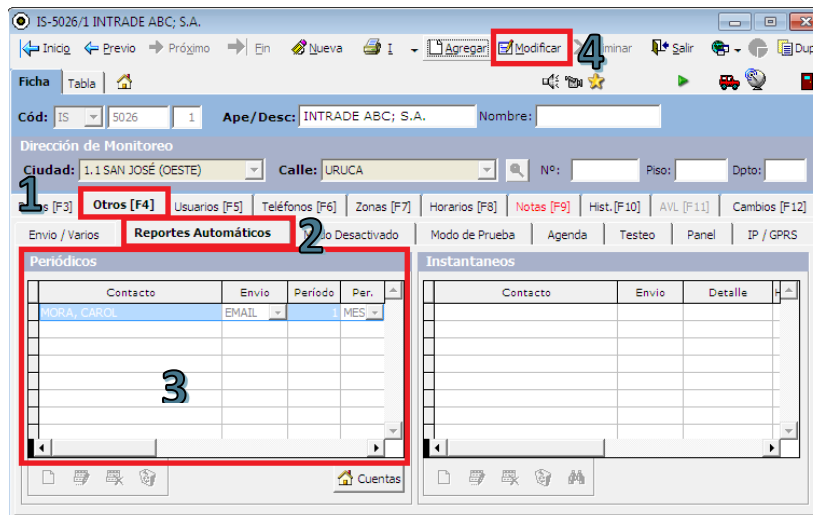 IS-5026/1 INTRADE ABC; S.A.
Inicio Previo Próximo Fin Nueva I Agregar Modificar 4 minar Salir Dup
Ficha Tabla
Cód: IS 5026 1 Ape/Desc: INTRADE ABC; S.A. Nombre:
Dirección de Monitoreo
Ciudad: 1.1 SAN JOSÉ (OESTE) Calle: URUCA Nº: Piso: Dpto:
1
[F3] Otros [F4] Usuarios [F5] Teléfonos [F6] Zonas [F7] Horarios [F8] Notas [F9] Hist.[F10] AVL [F11] Cambios [F12]
Envio / Varios Reportes Automáticos 2 Desactivado Modo de Prueba Agenda Testeo Panel IP / GPRS
Periódicos Instantaneos
Contacto Envio Período Per. Contacto Envio Detalle H
MORA, CAROL EMAIL 1 MES
3
Cuentas